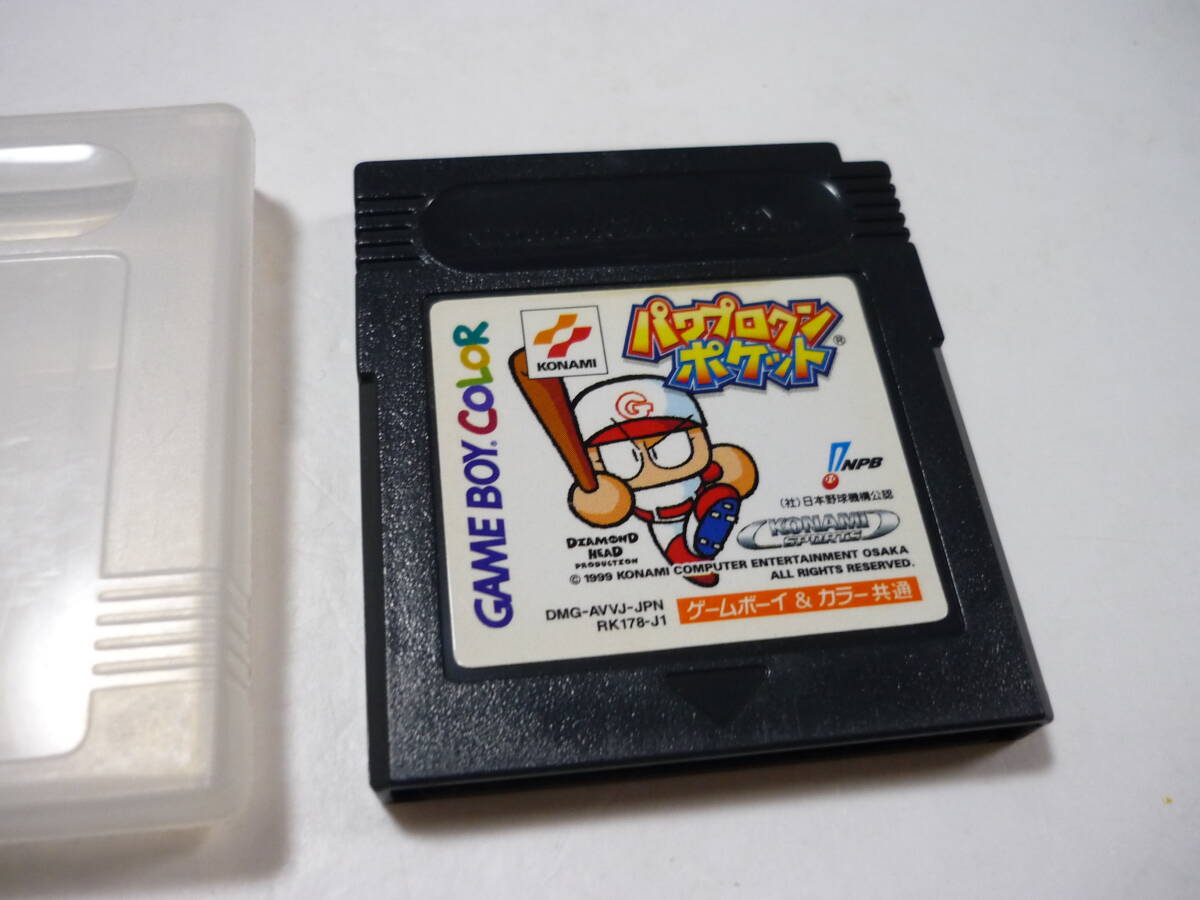 GAME BOY COLOR
KONAMI
パワプロクン
ポケット®
G
NPB
(社)日本野球機構公認
KONAMI
SPORTS
DIAMOND
HEAD
PRODUCTION
© 1999 KONAMI COMPUTER ENTERTAINMENT OSAKA
ALL RIGHTS RESERVED.
DMG-AVVJ-JPN
RK178-J1
ゲームボーイ & カラー共通